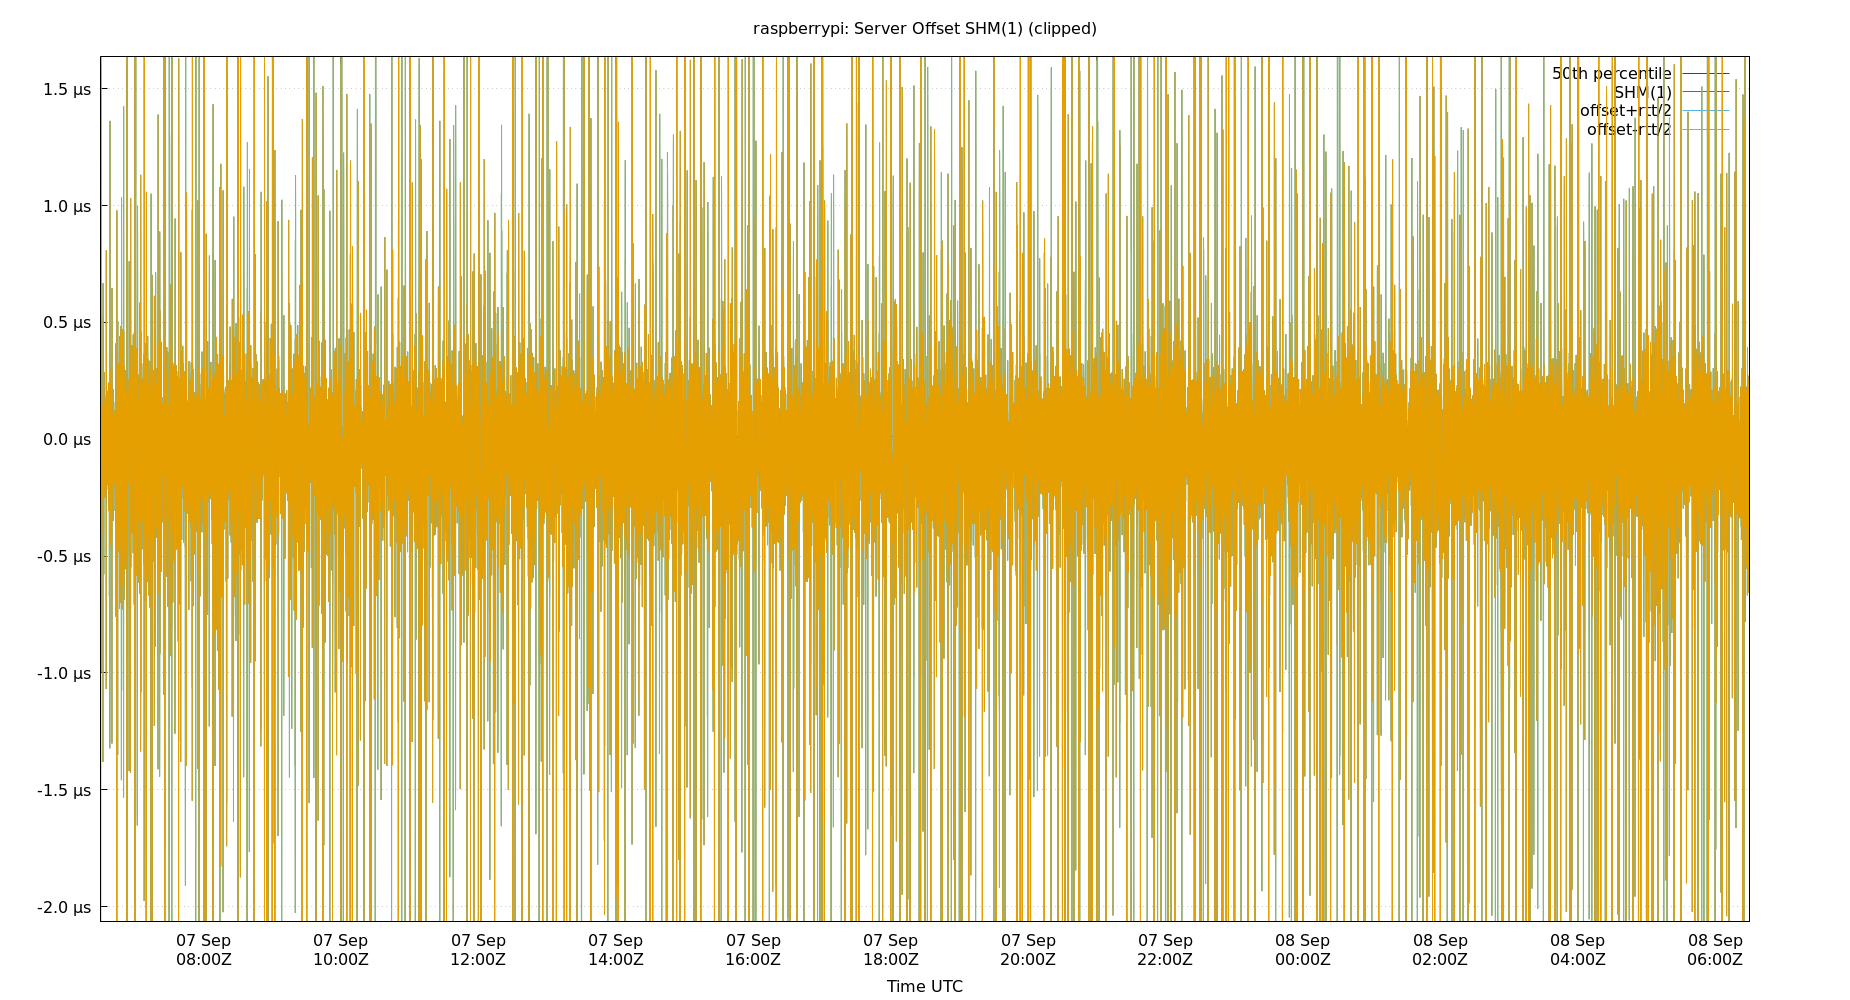 raspberrypi: Server Offset SHM(1) (clipped)
50th percentile
SHM(1)
offset+rtt/2
offset-rtt/2
1.5 µs
1.0 µs
0.5 µs
0.0 µs
-0.5 µs
-1.0 µs
-1.5 µs
-2.0 µs
07 Sep 07 Sep 07 Sep 07 Sep 07 Sep 07 Sep 07 Sep 07 Sep 08 Sep 08 Sep 08 Sep 08 Sep
08:00Z 10:00Z 12:00Z 14:00Z 16:00Z 18:00Z 20:00Z 22:00Z 00:00Z 02:00Z 04:00Z 06:00Z
Time UTC